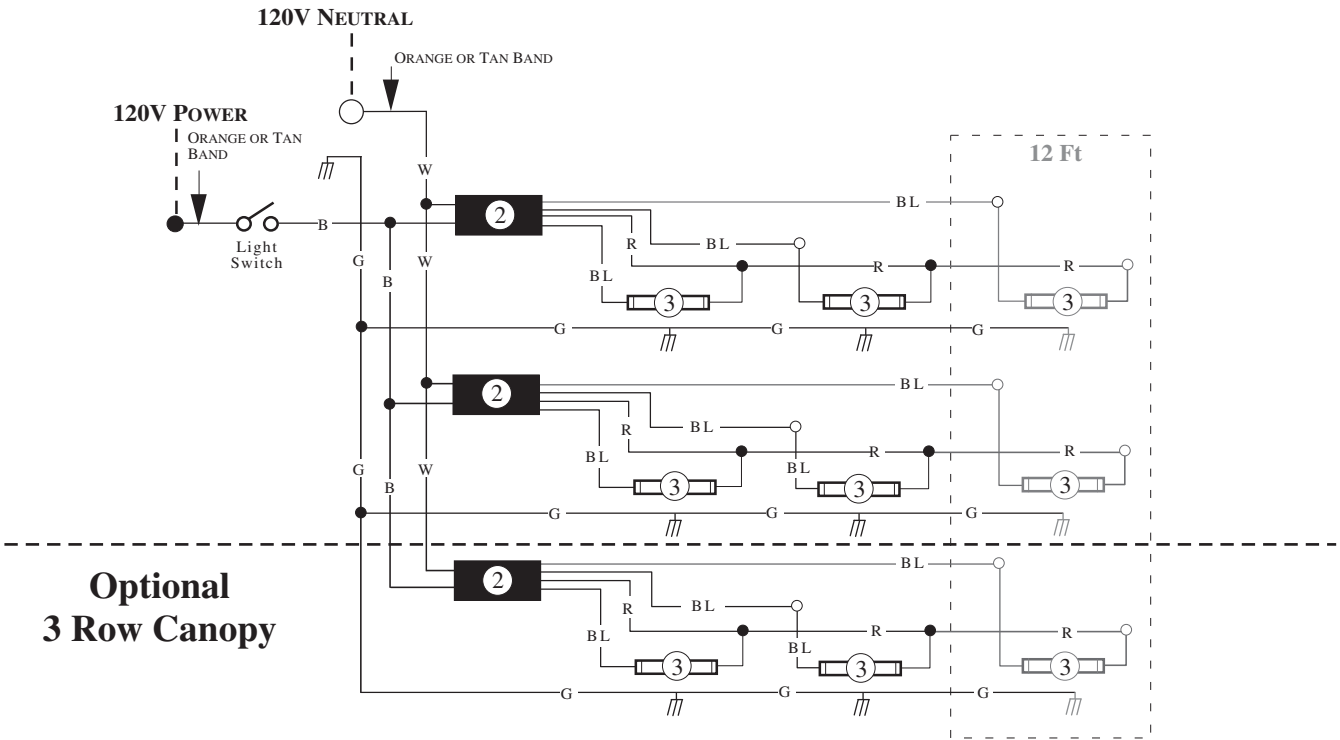 120V NEUTRAL
ORANGE OR TAN BAND
120V POWER
ORANGE OR TAN
BAND
12 Ft
W
BL
2
B
R
BL
Light
Switch
G
W
R
R
B
BL
3
3
3
G
G
G
BL
2
R
BL
R
R
BL
G
W
BL
B
3
3
3
G
G
G
BL
2
Optional
3 Row Canopy
R
BL
R
R
BL
BL
3
3
3
G
G
G